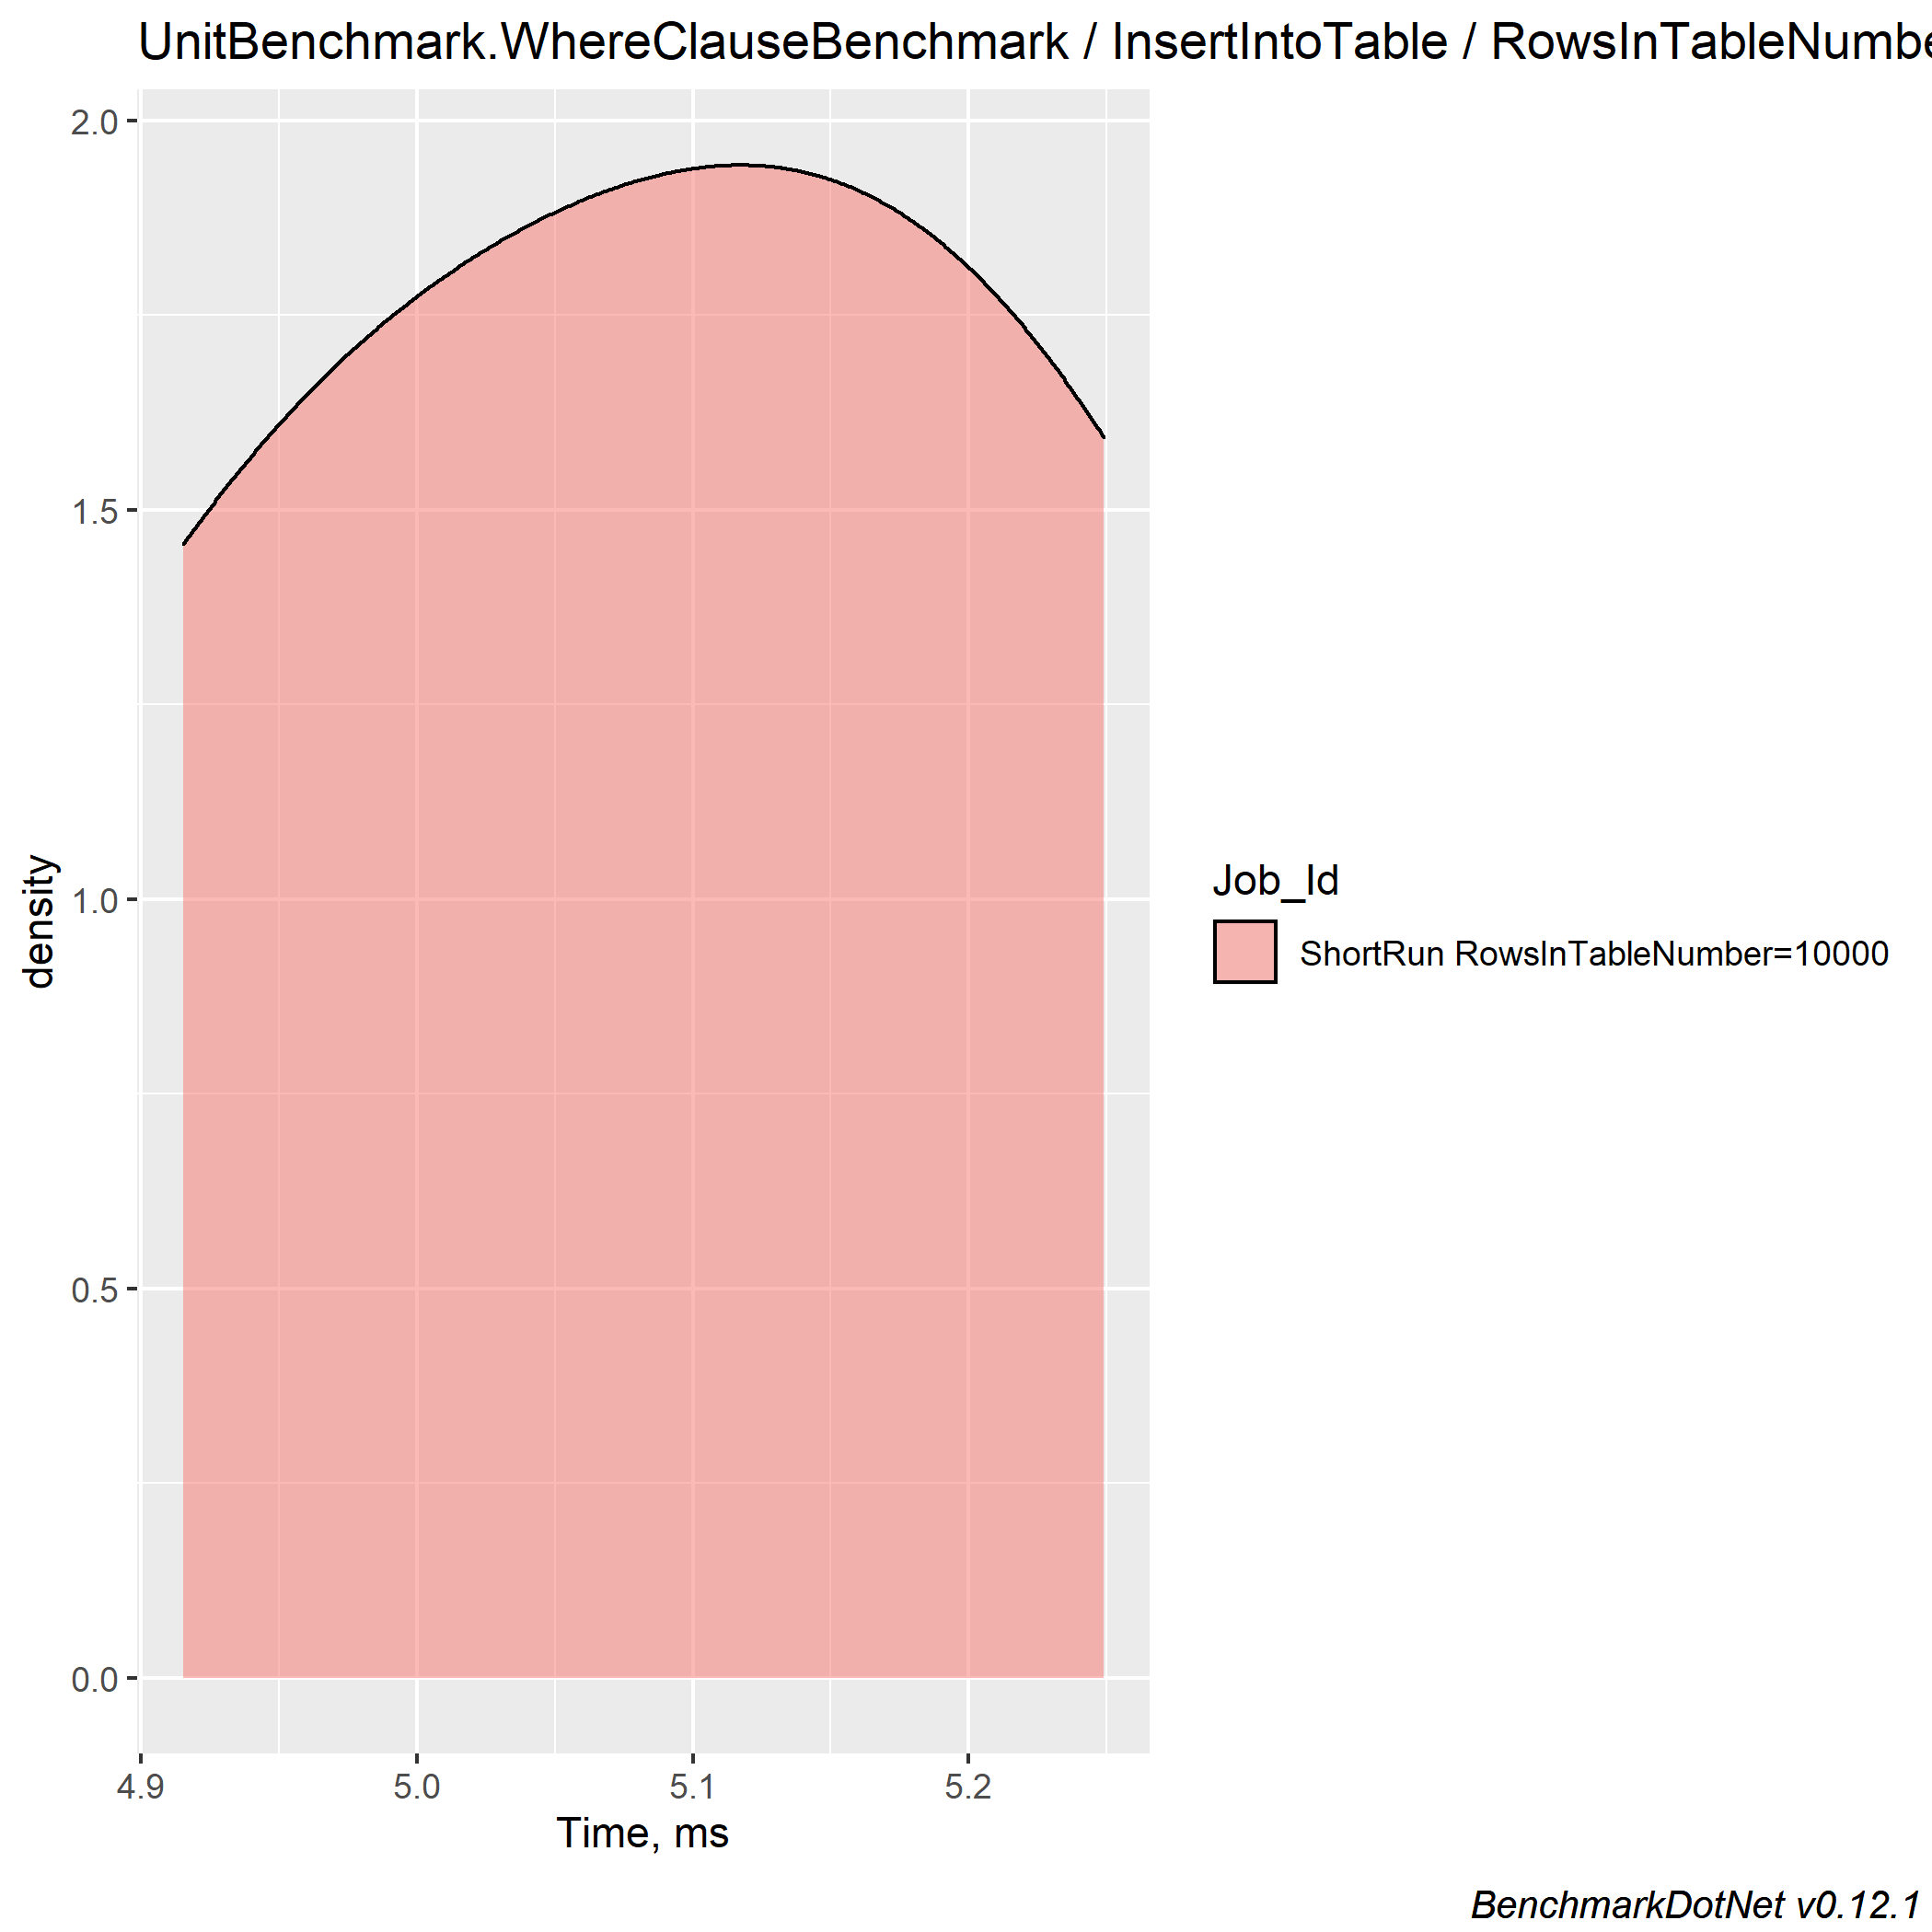 UnitBenchmark.WhereClauseBenchmark / InsertIntoTable / RowsInTableNumbe
2.0
1.5
1.0
0.5
0.0
density
4.9 5.0 5.1 5.2
Time, ms
Job_Id
ShortRun RowsInTableNumber=10000
BenchmarkDotNet v0.12.1